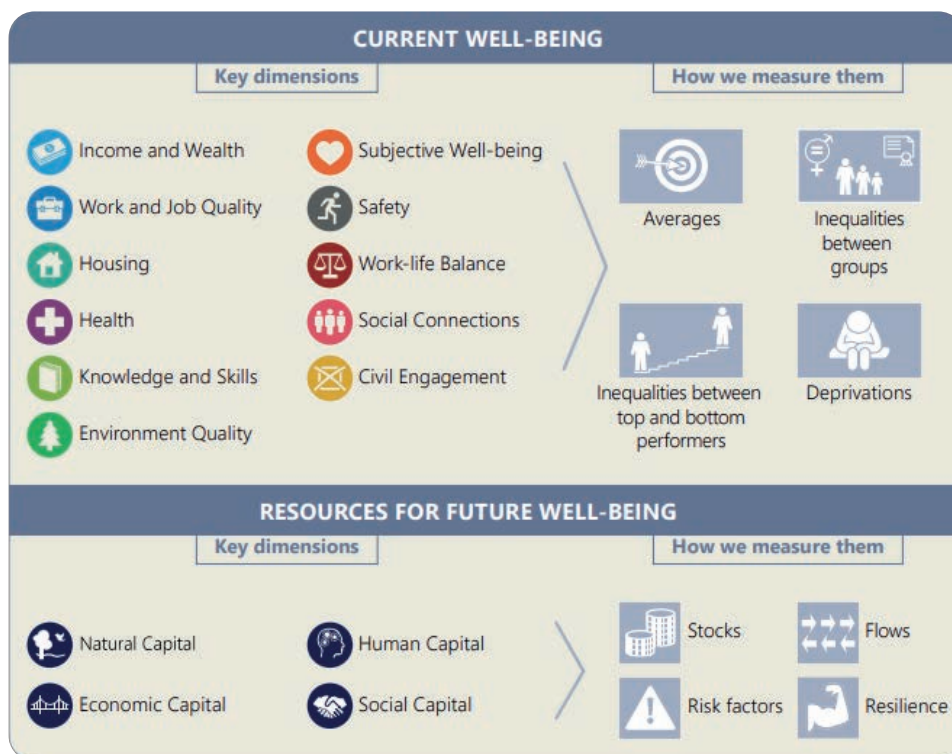 CURRENT WELL-BEING
Key dimensions
Income and Wealth
Work and Job Quality
Housing
Health
Knowledge and Skills
Environment Quality
Subjective Well-being
Safety
Work-life Balance
Social Connections
Civil Engagement
How we measure them
Averages
Inequalities
between
groups
Inequalities between
top and bottom
performers
Deprivations
RESOURCES FOR FUTURE WELL-BEING
Key dimensions
Natural Capital
Economic Capital
Human Capital
Social Capital
How we measure them
Stocks
Flows
Risk factors
Resilience